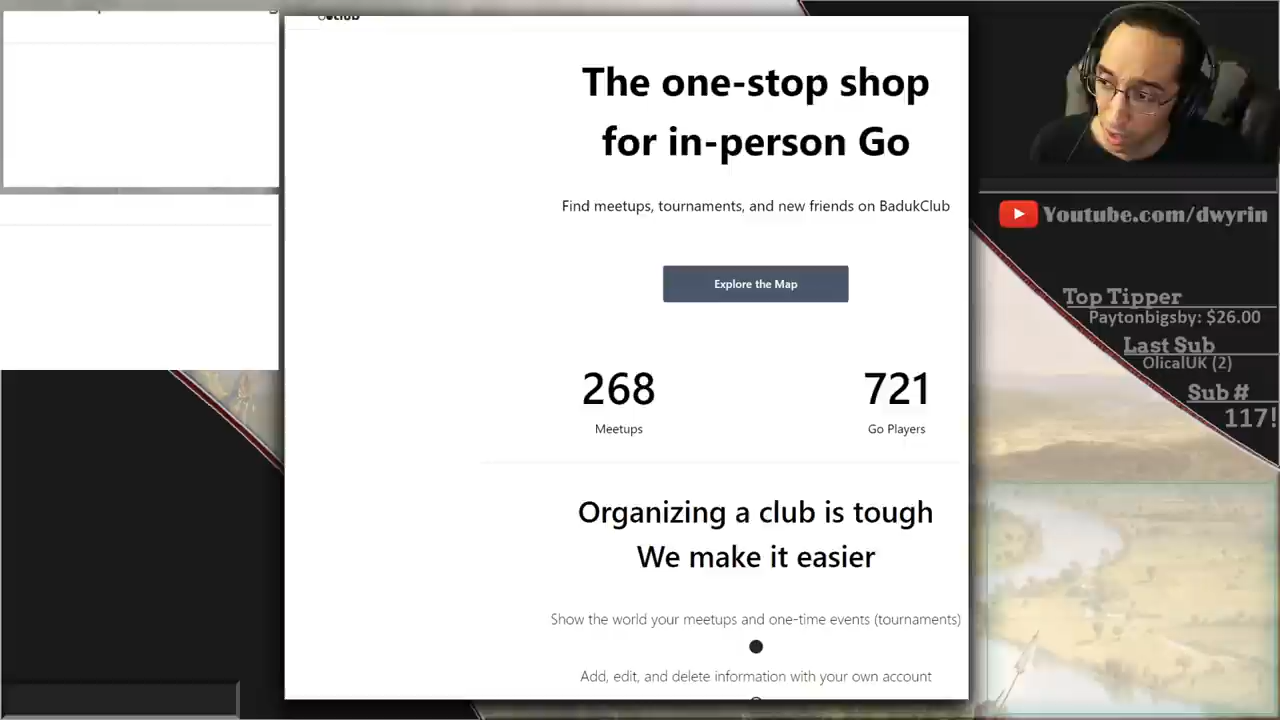 The one-stop shop
for in-person Go
Find meetups, tournaments, and new friends on BadukClub
Explore the Map
268
Meetups
721
Go Players
Organizing a club is tough
We make it easier
Show the world your meetups and one-time events (tournaments)
Add, edit, and delete information with your own account
Youtube.com/dwyrin
Top Tipper
Paytonbigsby: $26.00
Last Sub
OlicalUK (2)
Sub #
117!